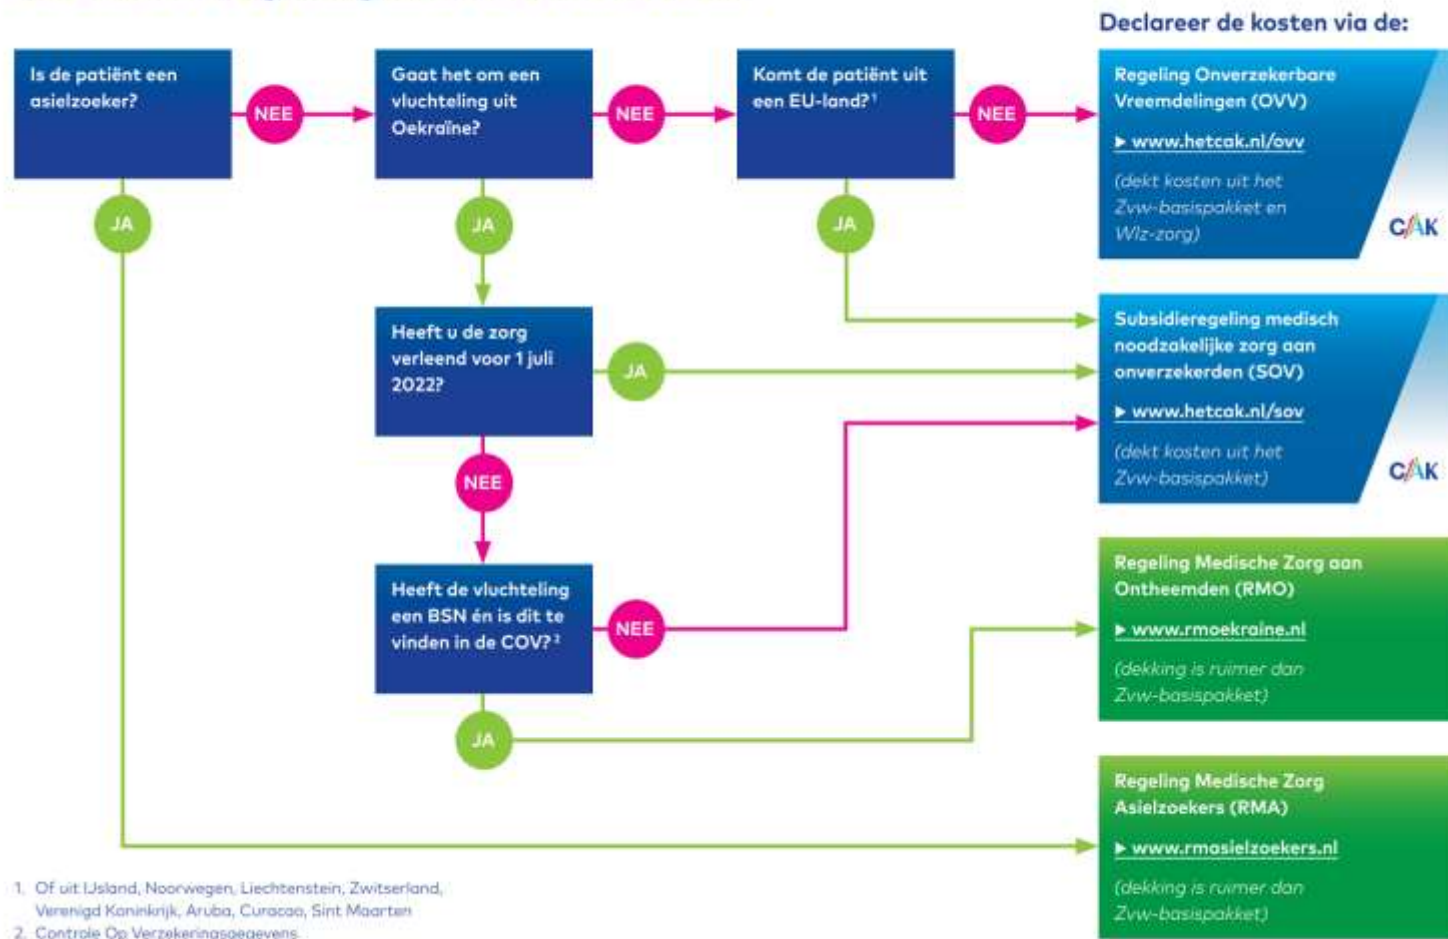 Declareer de kosten via de:
Is de patiënt een
asielzoeker?
NEE
Gaat het om een
vluchteling uit
Oekraïne?
NEE
Komt de patiënt uit
een EU-land?¹
NEE
Regeling Onverzekerbare
Vreemdelingen (OVV)
▶ www.hetcak.nl/ovv
(dekt kosten uit het
Zvw-basispakket en
Wlz-zorg)
CAK
JA
JA
JA
Heeft u de zorg
verleend voor 1 juli
2022?
JA
Subsidieregeling medisch
noodzakelijke zorg aan
onverzekerden (SOV)
▶ www.hetcak.nl/sov
(dekt kosten uit het
Zvw-basispakket)
CAK
NEE
Heeft de vluchteling
een BSN én is dit te
vinden in de COV?²
NEE
JA
Regeling Medische Zorg aan
Ontheemden (RMO)
▶ www.rmoekraine.nl
(dekking is ruimer dan
Zvw-basispakket)
Regeling Medische Zorg
Asielzoekers (RMA)
▶ www.rmasielzoekers.nl
(dekking is ruimer dan
Zvw-basispakket)
1. Of uit IJsland, Noorwegen, Liechtenstein, Zwitserland,
Verenigd Koninkrijk, Aruba, Curacao, Sint Maarten
2. Controle Op Verzekeringsgegevens.